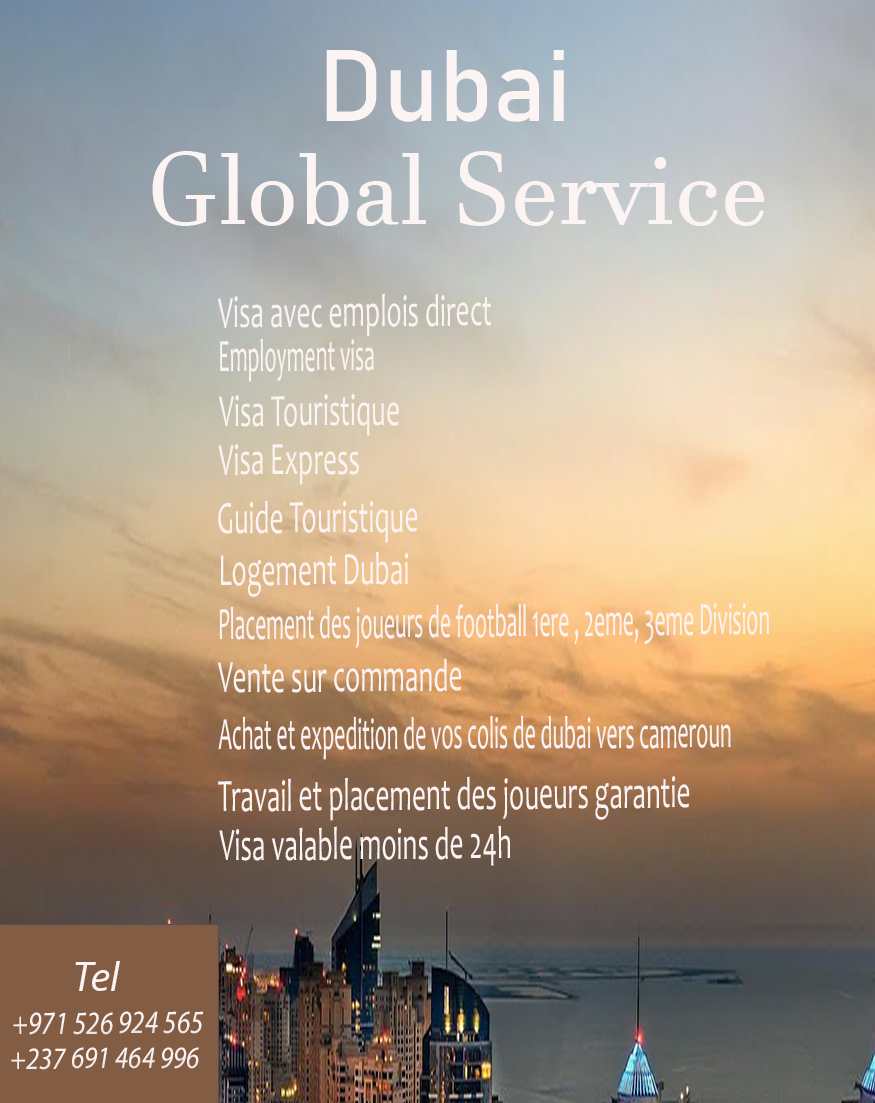 Dubai
Global Service
Visa avec emplois direct
Employment visa
Visa Touristique
Visa Express
Guide Touristique
Logement Dubai
Placement des joueurs de football 1ere , 2eme, 3eme Division
Vente sur commande
Achat et expedition de vos colis de dubai vers cameroun
Travail et placement des joueurs garantie
Visa valable moins de 24h
Tel
+971 526 924 565
+237 691 464 996